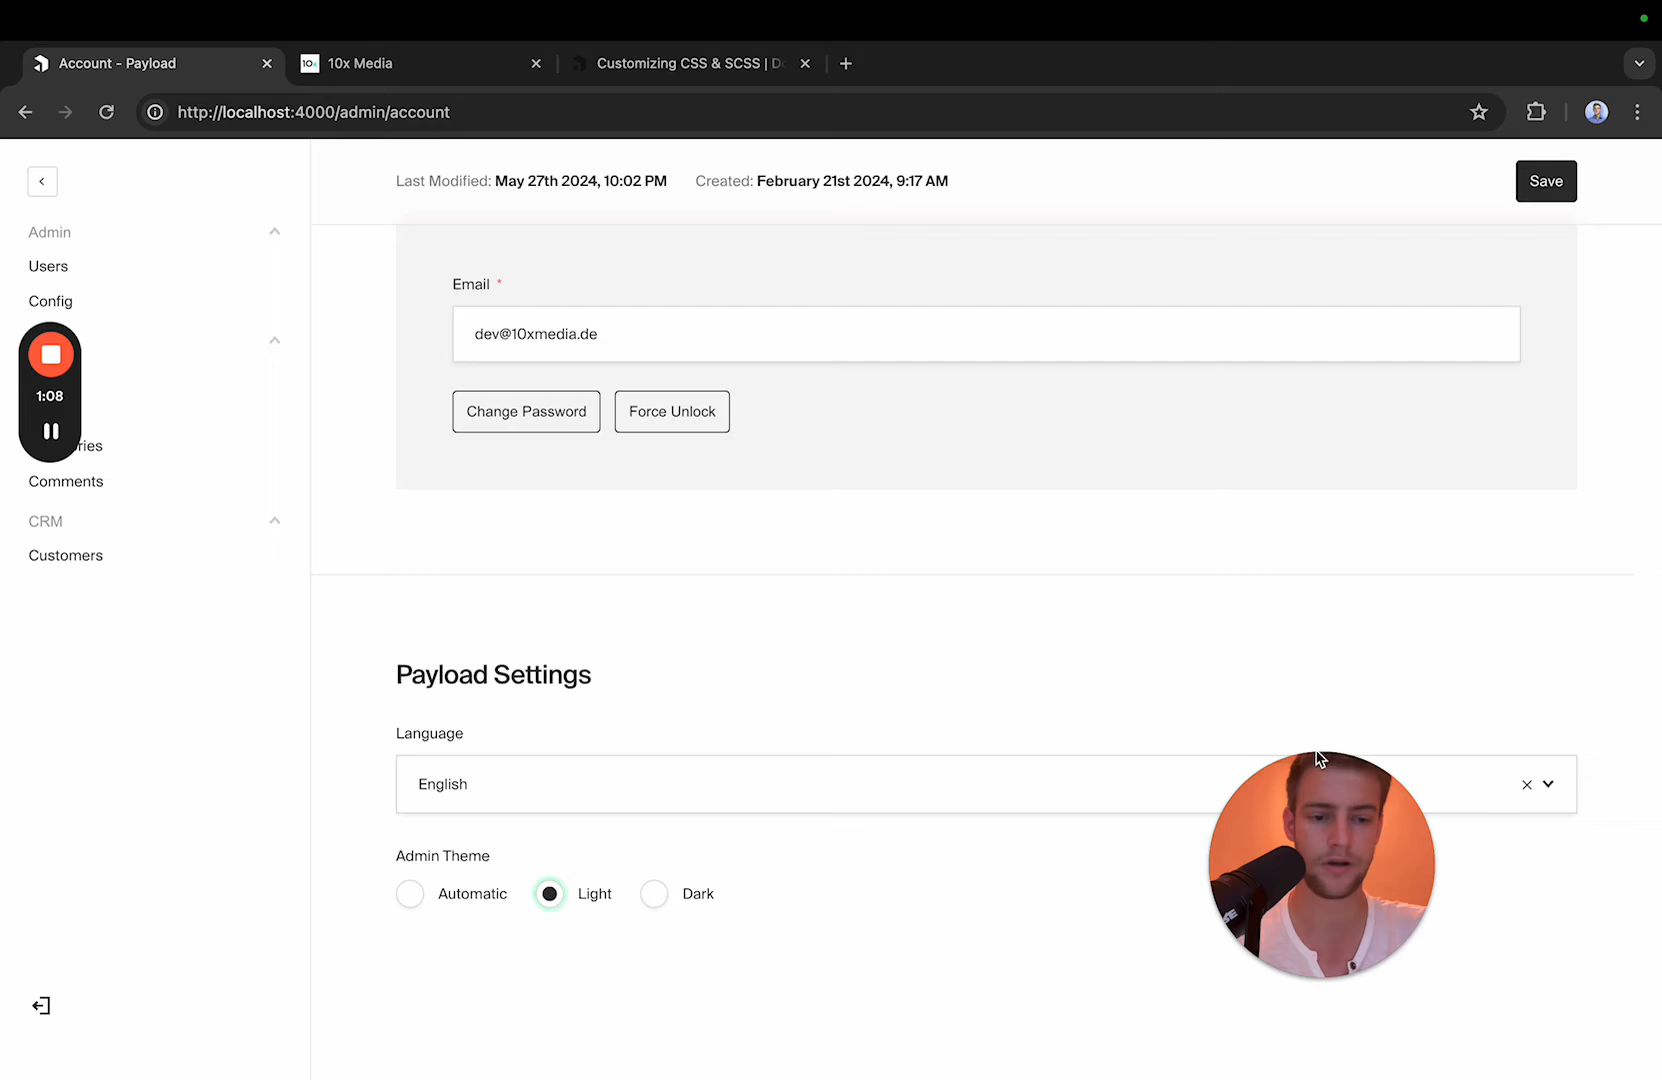 Account - Payload
10x
10x Media
Customizing CSS & SCSS | D
http://localhost:4000/admin/account
Last Modified: May 27th 2024, 10:02 PM
Created: February 21st 2024, 9:17 AM
Save
Admin
Users
Config
1:08
ries
Comments
CRM
Customers
Email *
dev@10xmedia.de
Change Password
Force Unlock
Payload Settings
Language
English
Admin Theme
Automatic
Light
Dark